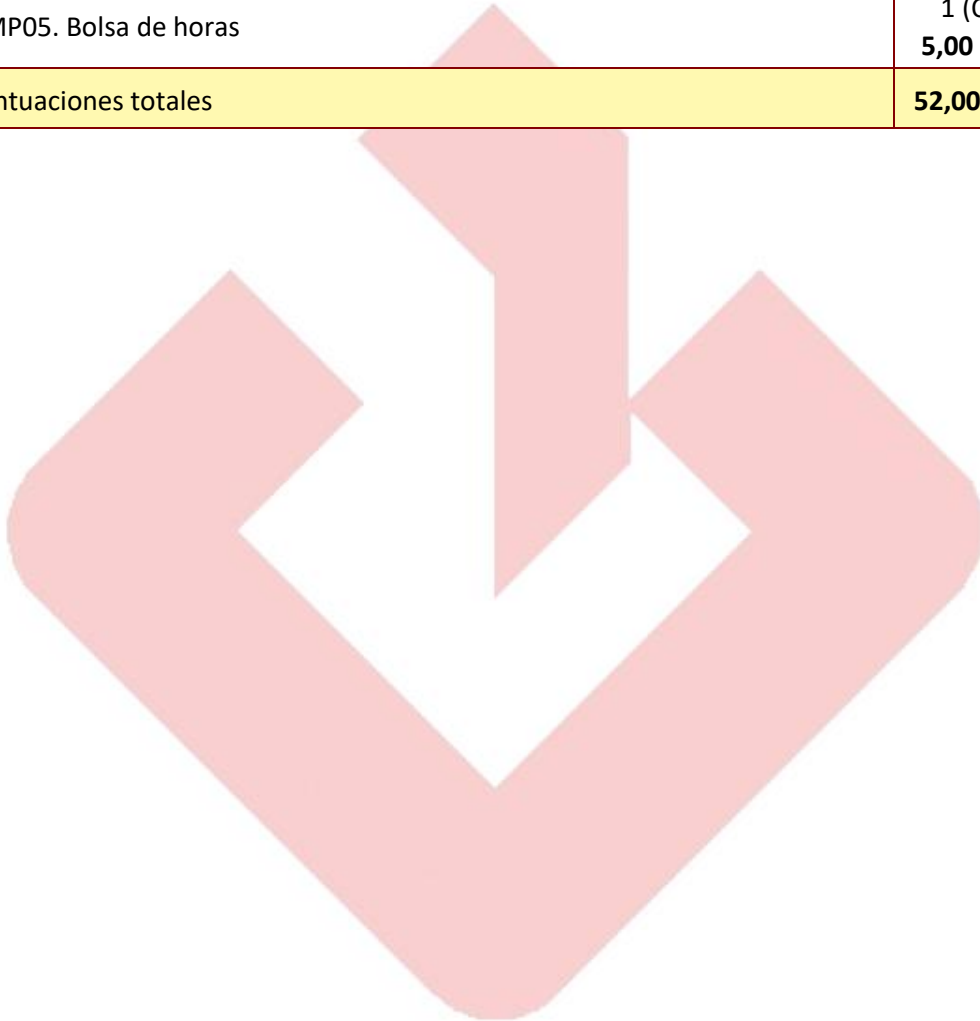 MP05. Bolsa de horas
1 (
5,00
ntuaciones totales
52,00